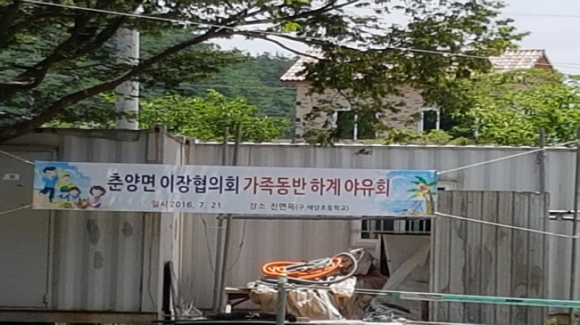 춘양면 이장협의회 가족동반 하계 야유회
일시 2016. 7. 21 장소 진면목(구.태당초등학교)